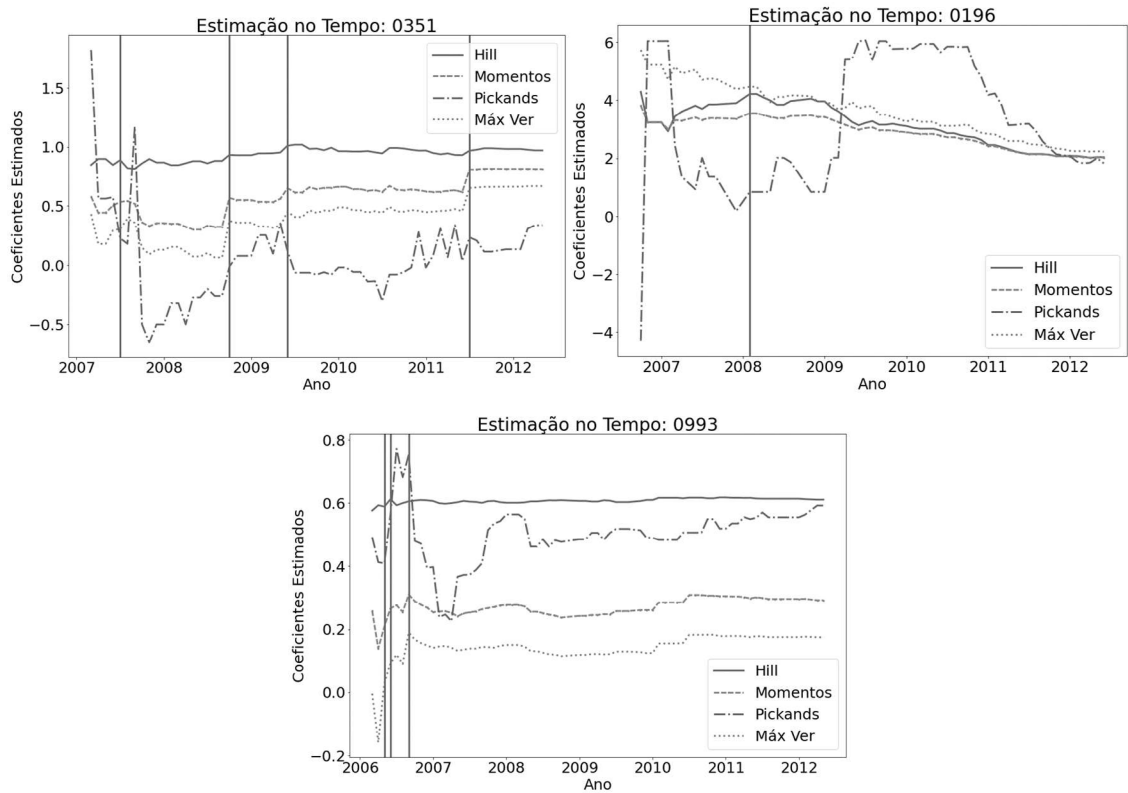 Estimação no Tempo: 0351
Coeficientes Estimados
1.5
1.0
0.5
0.0
−0.5
Hill
Momentos
Pickands
Máx Ver
2007 2008 2009 2010 2011 2012
Ano
Estimação no Tempo: 0196
Coeficientes Estimados
6
4
2
0
−2
−4
Hill
Momentos
Pickands
Máx Ver
2007 2008 2009 2010 2011 2012
Ano
Estimação no Tempo: 0993
Coeficientes Estimados
0.8
0.6
0.4
0.2
0.0
−0.2
Hill
Momentos
Pickands
Máx Ver
2006 2007 2008 2009 2010 2011 2012
Ano